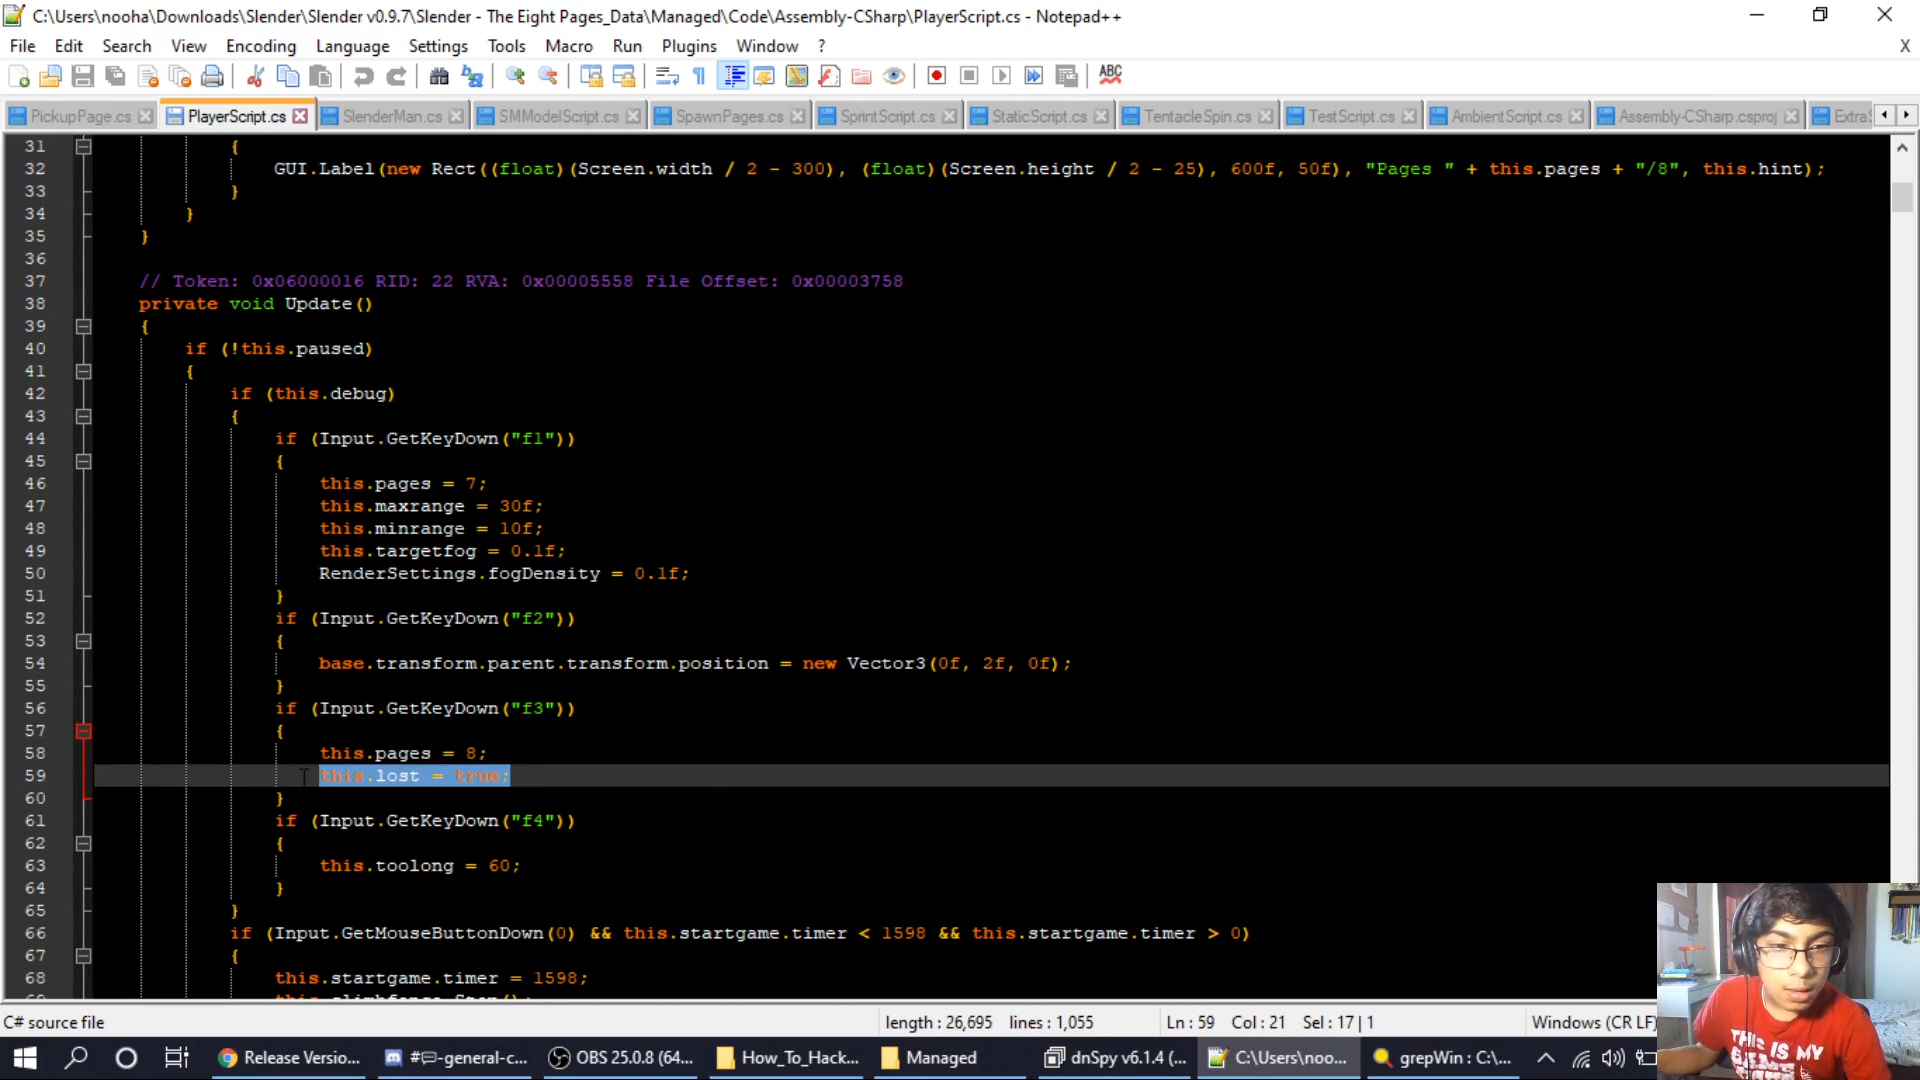 C:\Users\nooha\Downloads\Slender\Slender v0.9.7\Slender - The Eight Pages_Data\Managed\Code\Assembly-CSharp\PlayerScript.cs - Notepad++
File Edit Search View Encoding Language Settings Tools Macro Run Plugins Window ? X
ABC
PickupPage.cs PlayerScript.cs SlenderMan.cs SMModelScript.cs SpawnPages.cs SprintScript.cs StaticScript.cs TentacleSpin.cs TestScript.cs AmbientScript.cs Assembly-CSharp.csproj ExtraS
31 {
32 GUI.Label(new Rect((float)(Screen.width / 2 - 300), (float)(Screen.height / 2 - 25), 600f, 50f), "Pages " + this.pages + "/8", this.hint);
33 }
34 }
35 }
36
37 // Token: 0x06000016 RID: 22 RVA: 0x00005558 File Offset: 0x00003758
38 private void Update()
39 {
40 if (!this.paused)
41 {
42 if (this.debug)
43 {
44 if (Input.GetKeyDown("f1"))
45 {
46 this.pages = 7;
47 this.maxrange = 30f;
48 this.minrange = 10f;
49 this.targetfog = 0.1f;
50 RenderSettings.fogDensity = 0.1f;
51 }
52 if (Input.GetKeyDown("f2"))
53 {
54 base.transform.parent.transform.position = new Vector3(0f, 2f, 0f);
55 }
56 if (Input.GetKeyDown("f3"))
57 {
58 this.pages = 8;
59 this.lost = true;
60 }
61 if (Input.GetKeyDown("f4"))
62 {
63 this.toolong = 60;
64 }
65 }
66 if (Input.GetMouseButtonDown(0) && this.startgame.timer < 1598 && this.startgame.timer > 0)
67 {
68 this.startgame.timer = 1598;
C# source file length : 26,695 lines : 1,055 Ln : 59 Col : 21 Sel : 17 | 1 Windows (CR LF)
THIS IS MY
Release Versio... #-general-c... OBS 25.0.8 (64... How_To_Hack... Managed dnSpy v6.1.4 (... C:\Users\noo... grepWin : C:\...